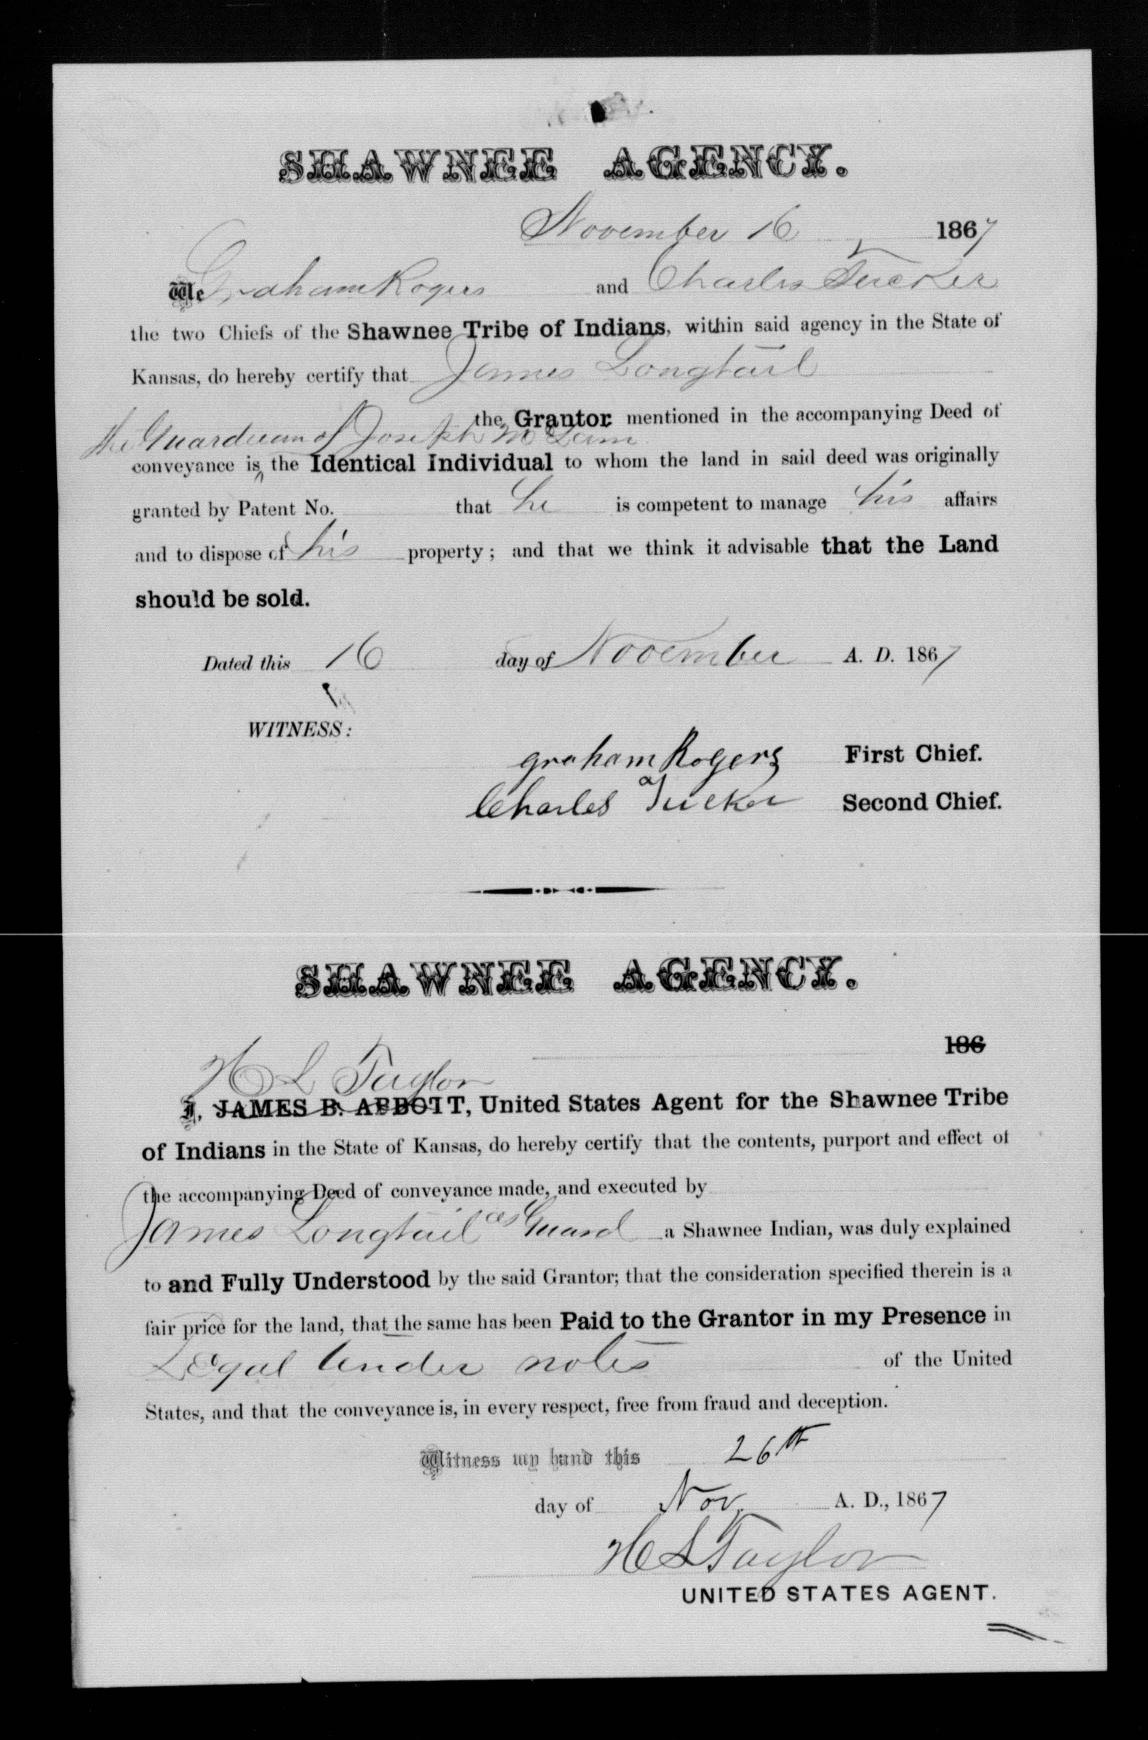 SHAWNEE AGENCY.
November 16 1867
We Graham Rogers and Charles Tucker
the two Chiefs of the Shawnee Tribe of Indians, within said agency in the State of
Kansas, do hereby certify that James Longtail
the Grantor mentioned in the accompanying Deed of
the Guardian of Joseph
conveyance is ^ the Identical Individual to whom the land in said deed was originally
granted by Patent No. that he is competent to manage his affairs
and to dispose of his property; and that we think it advisable that the Land
should be sold.
Dated this 16 day of November A. D. 1867
WITNESS:
graham Rogers First Chief.
Charles Tucker Second Chief.
SHAWNEE AGENCY.
186
H L Taylor
I, JAMES B. ABBOTT, United States Agent for the Shawnee Tribe
of Indians in the State of Kansas, do hereby certify that the contents, purport and effect of
the accompanying Deed of conveyance made, and executed by
James Longtail as Guard a Shawnee Indian, was duly explained
to and Fully Understood by the said Grantor; that the consideration specified therein is a
fair price for the land, that the same has been Paid to the Grantor in my Presence in
Legal tender notes of the United
States, and that the conveyance is, in every respect, free from fraud and deception.
Witness my hand this 26th
day of Nov. A. D., 1867
H L Taylor
UNITED STATES AGENT.